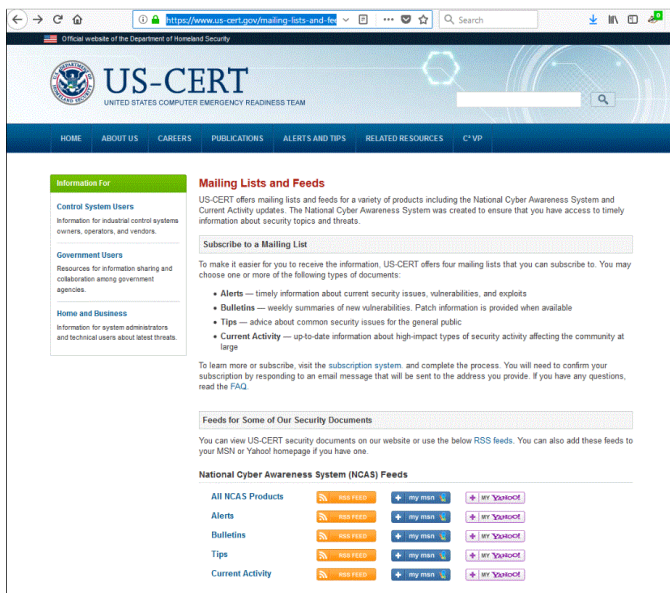 https://www.us-cert.gov/mailing-lists-and-fee
Search
Official website of the Department of Homeland Security
US-CERT
UNITED STATES COMPUTER EMERGENCY READINESS TEAM
HOME ABOUT US CAREERS PUBLICATIONS ALERTS AND TIPS RELATED RESOURCES C³ VP
Information For
Control System Users
Information for industrial control systems
owners, operators, and vendors.
Government Users
Resources for information sharing and
collaboration among government
agencies.
Home and Business
Information for system administrators
and technical users about latest threats.
Mailing Lists and Feeds
US-CERT offers mailing lists and feeds for a variety of products including the National Cyber Awareness System and
Current Activity updates. The National Cyber Awareness System was created to ensure that you have access to timely
information about security topics and threats.
Subscribe to a Mailing List
To make it easier for you to receive the information, US-CERT offers four mailing lists that you can subscribe to. You may
choose one or more of the following types of documents:
• Alerts — timely information about current security issues, vulnerabilities, and exploits
• Bulletins — weekly summaries of new vulnerabilities. Patch information is provided when available
• Tips — advice about common security issues for the general public
• Current Activity — up-to-date information about high-impact types of security activity affecting the community at
large
To learn more or subscribe, visit the subscription system. and complete the process. You will need to confirm your
subscription by responding to an email message that will be sent to the address you provide. If you have any questions,
read the FAQ.
Feeds for Some of Our Security Documents
You can view US-CERT security documents on our website or use the below RSS feeds. You can also add these feeds to
your MSN or Yahoo! homepage if you have one.
National Cyber Awareness System (NCAS) Feeds
All NCAS Products RSS FEED my msn MY YAHOO!
Alerts RSS FEED my msn MY YAHOO!
Bulletins RSS FEED my msn MY YAHOO!
Tips RSS FEED my msn MY YAHOO!
Current Activity RSS FEED my msn MY YAHOO!